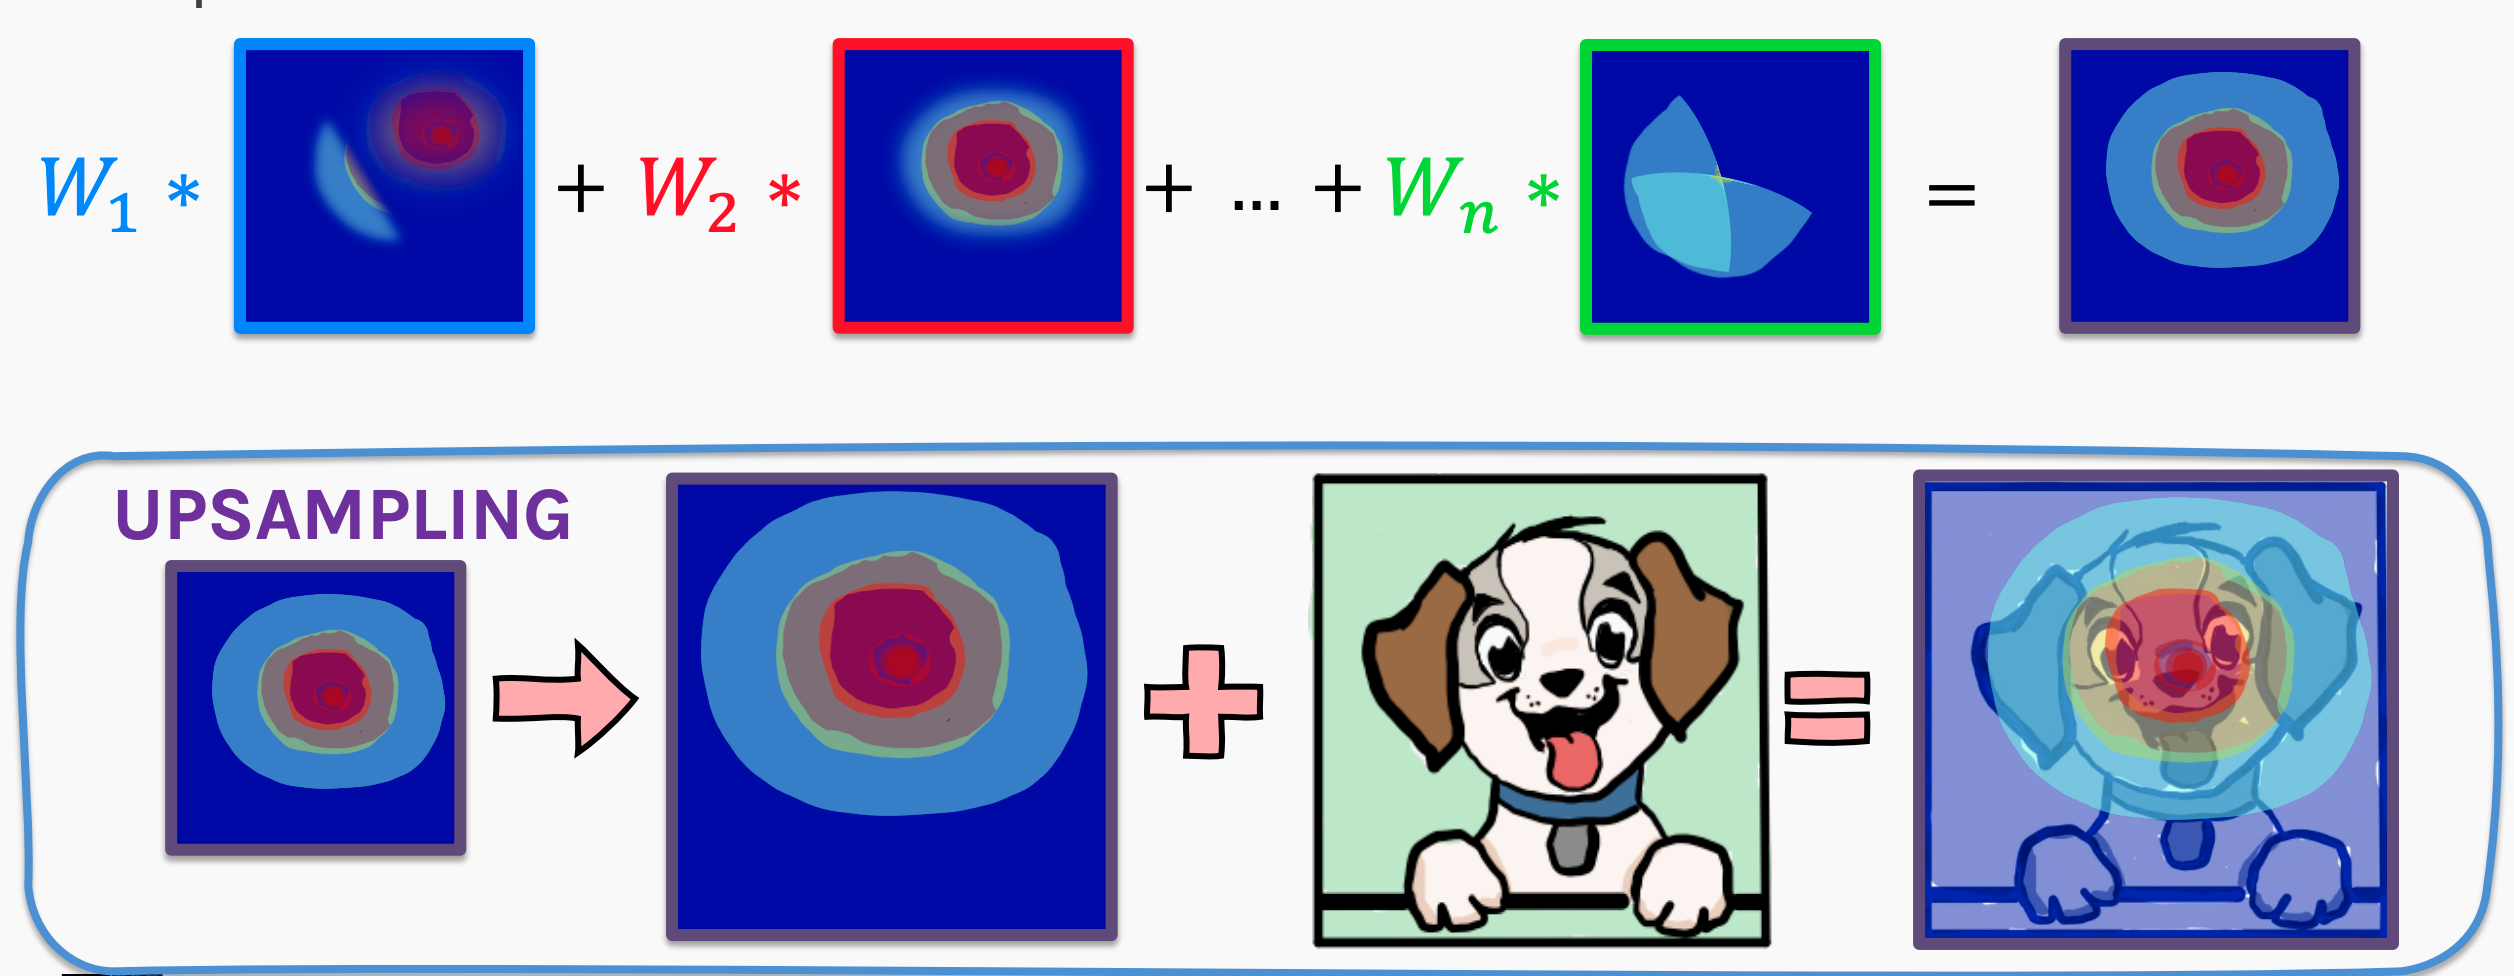 W₁ * + W₂ * + ... + Wₙ * =
UPSAMPLING